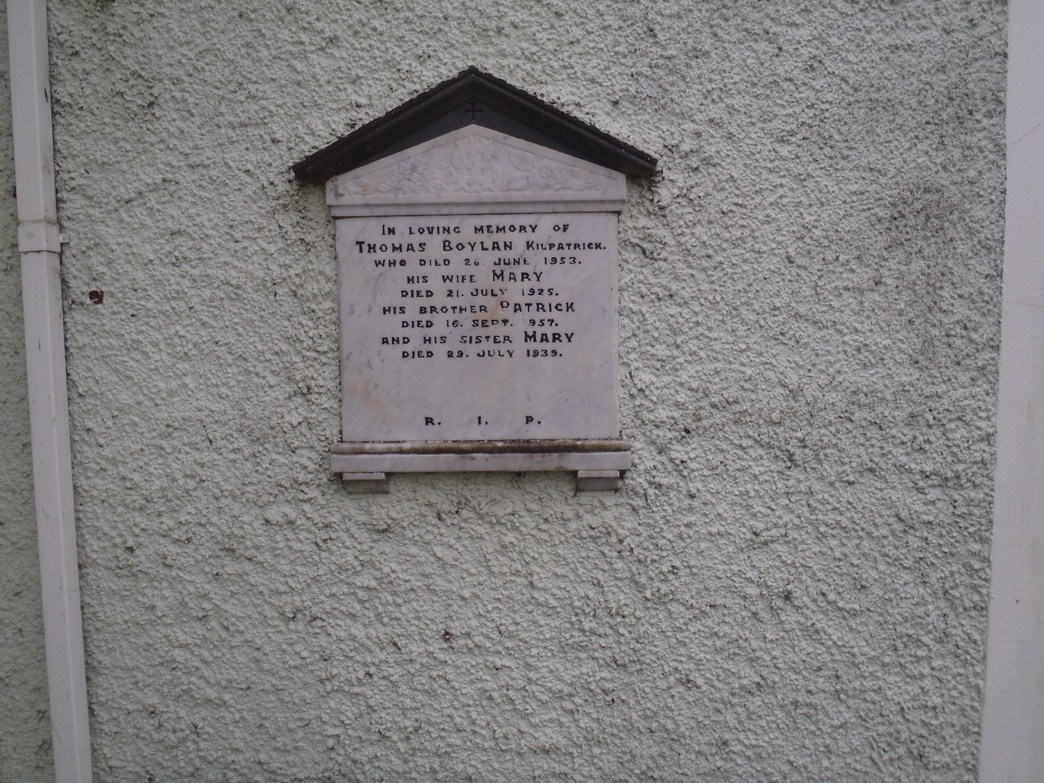 IN LOVING MEMORY OF
THOMAS BOYLAN KILPATRICK.
WHO DIED 26. JUNE 1953.
HIS WIFE MARY
DIED 21. JULY 1925.
HIS BROTHER PATRICK
DIED 16. SEPT. 957.
AND HIS SISTER MARY
DIED 29. JULY 1939.
R. I. P.